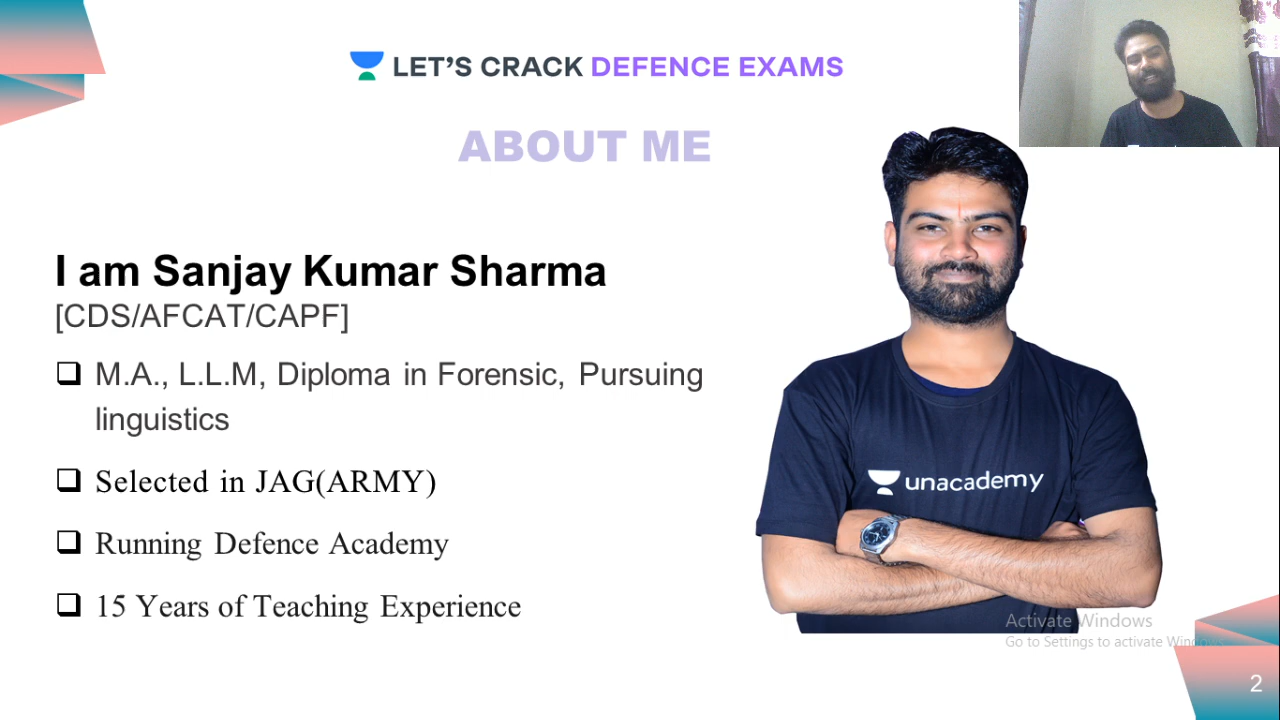 LET'S CRACK DEFENCE EXAMS
ABOUT ME
I am Sanjay Kumar Sharma
[CDS/AFCAT/CAPF]
M.A., L.L.M, Diploma in Forensic, Pursuing
linguistics
Selected in JAG(ARMY)
Running Defence Academy
15 Years of Teaching Experience
unacademy
Activate Windows
Go to Settings to activate Windows.
2